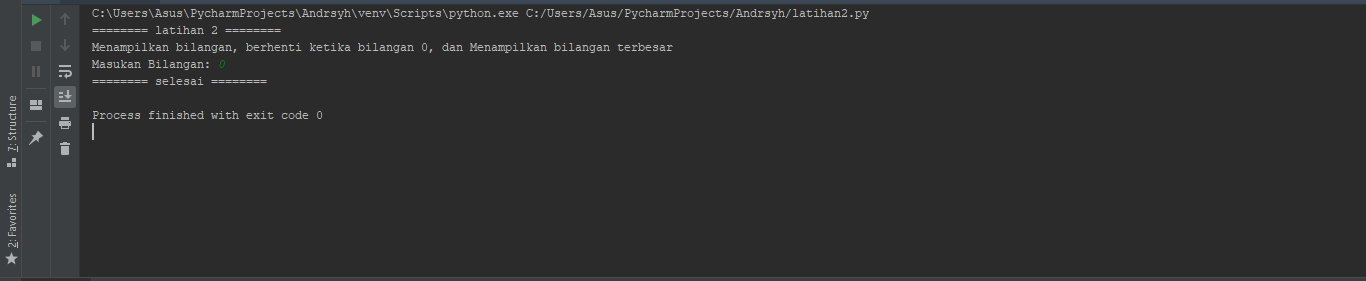 C:\Users\Asus\PycharmProjects\Andrsyh\venv\Scripts\python.exe C:/Users/Asus/PycharmProjects/Andrsyh/latihan2.py
======== latihan 2 ========
Menampilkan bilangan, berhenti ketika bilangan 0, dan Menampilkan bilangan terbesar
Masukan Bilangan: 0
======== selesai ========
Process finished with exit code 0
7: Structure
2: Favorites